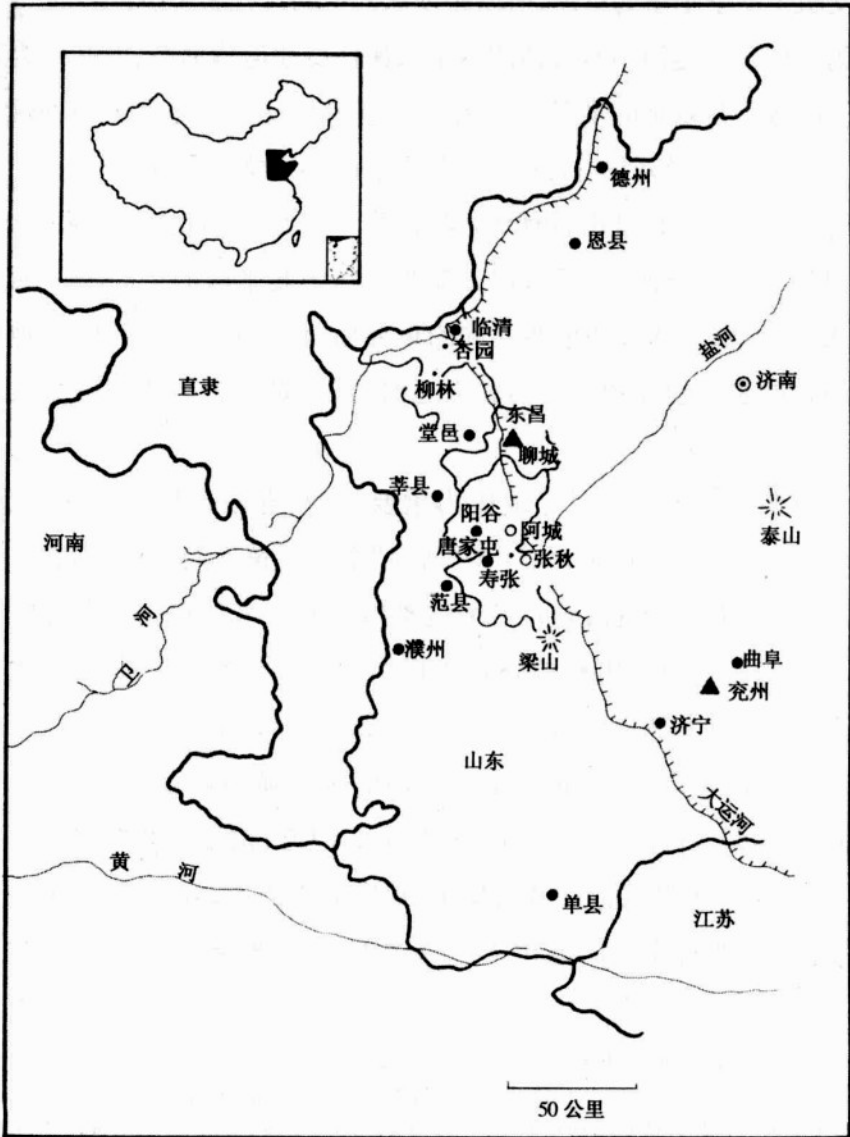 德州
恩县
临清
杏园
盐河
济南
直隶
柳林
东昌
堂邑
聊城
莘县
阳谷
阿城
泰山
河南
唐家屯
张秋
寿张
范县
卫河
濮州
梁山
曲阜
兖州
济宁
山东
大运河
黄河
单县
江苏
50 公里